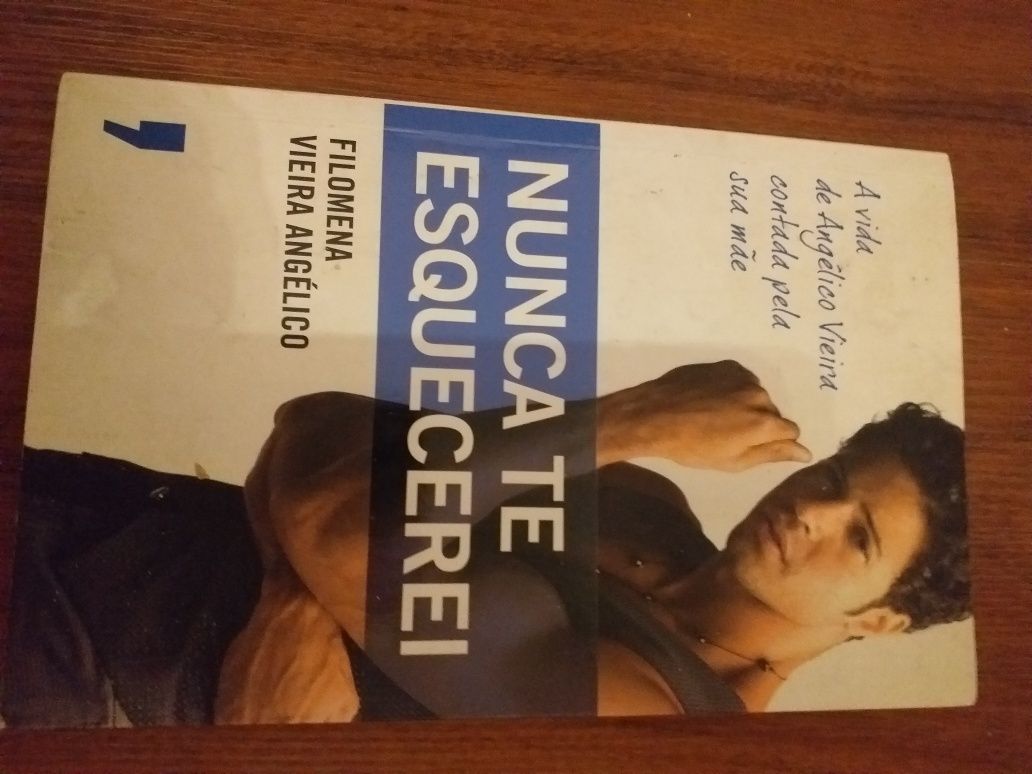 A vida
de Angélico Vieira
contada pela
sua mãe
NUNCA TE
ESQUECEREI
FILOMENA
VIEIRA ANGÉLICO